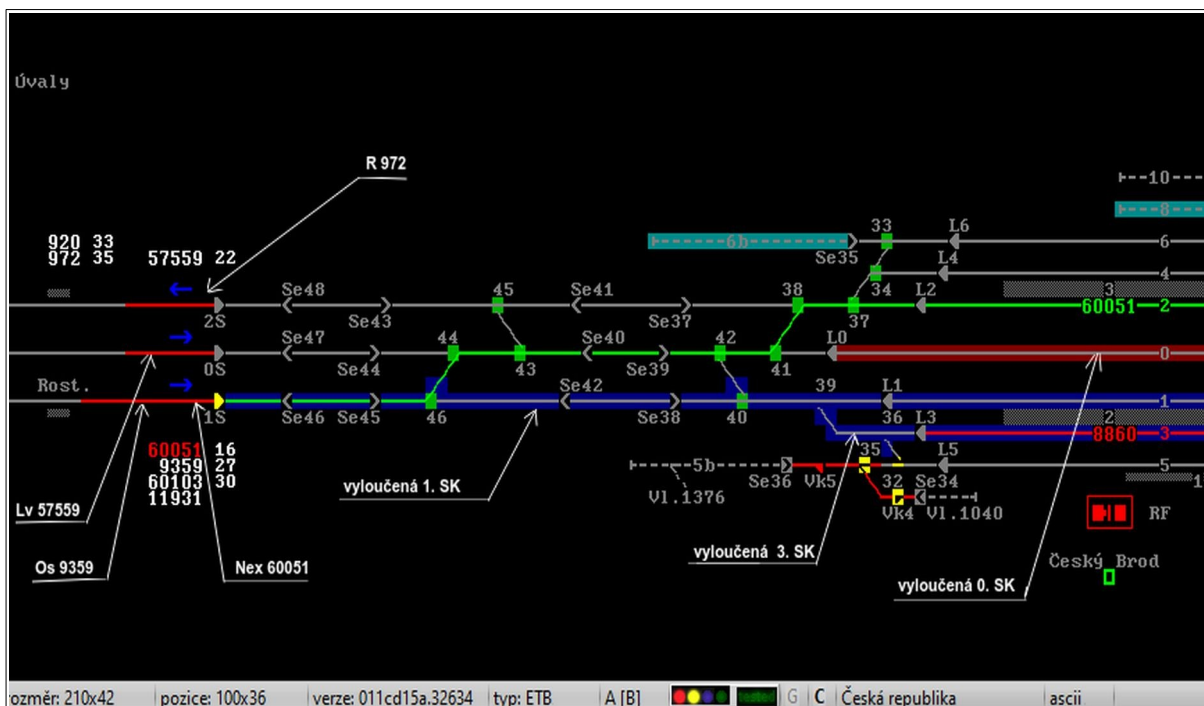 Úvaly
R 972
10
8
920 33
972 35
57559 22
33
L6
6b
6
Se35
L4
4
Se48
45
Se41
38
34
L2
3
60051
2
2S
Se43
Se37
37
Se47
44
Se40
42
L0
0
0S
Se44
43
Se39
41
Rost.
Se42
39
L1
1
1S
Se46
Se45
46
Se38
40
36
L3
2
8860
3
60051 16
9359 27
60103 30
11931
35
L5
5b
5
Se36
Vk5
32
Se34
1
Vl.1376
Vk4
Vl.1040
vyloučená 1. SK
Lv 57559
RF
vyloučená 3. SK
Český Brod
Os 9359
Nex 60051
vyloučená 0. SK
rozměr: 210x42
pozice: 100x36
verze: 011cd15a.32634
typ: ETB
A [B]
tested
G
C
Česká republika
ascii